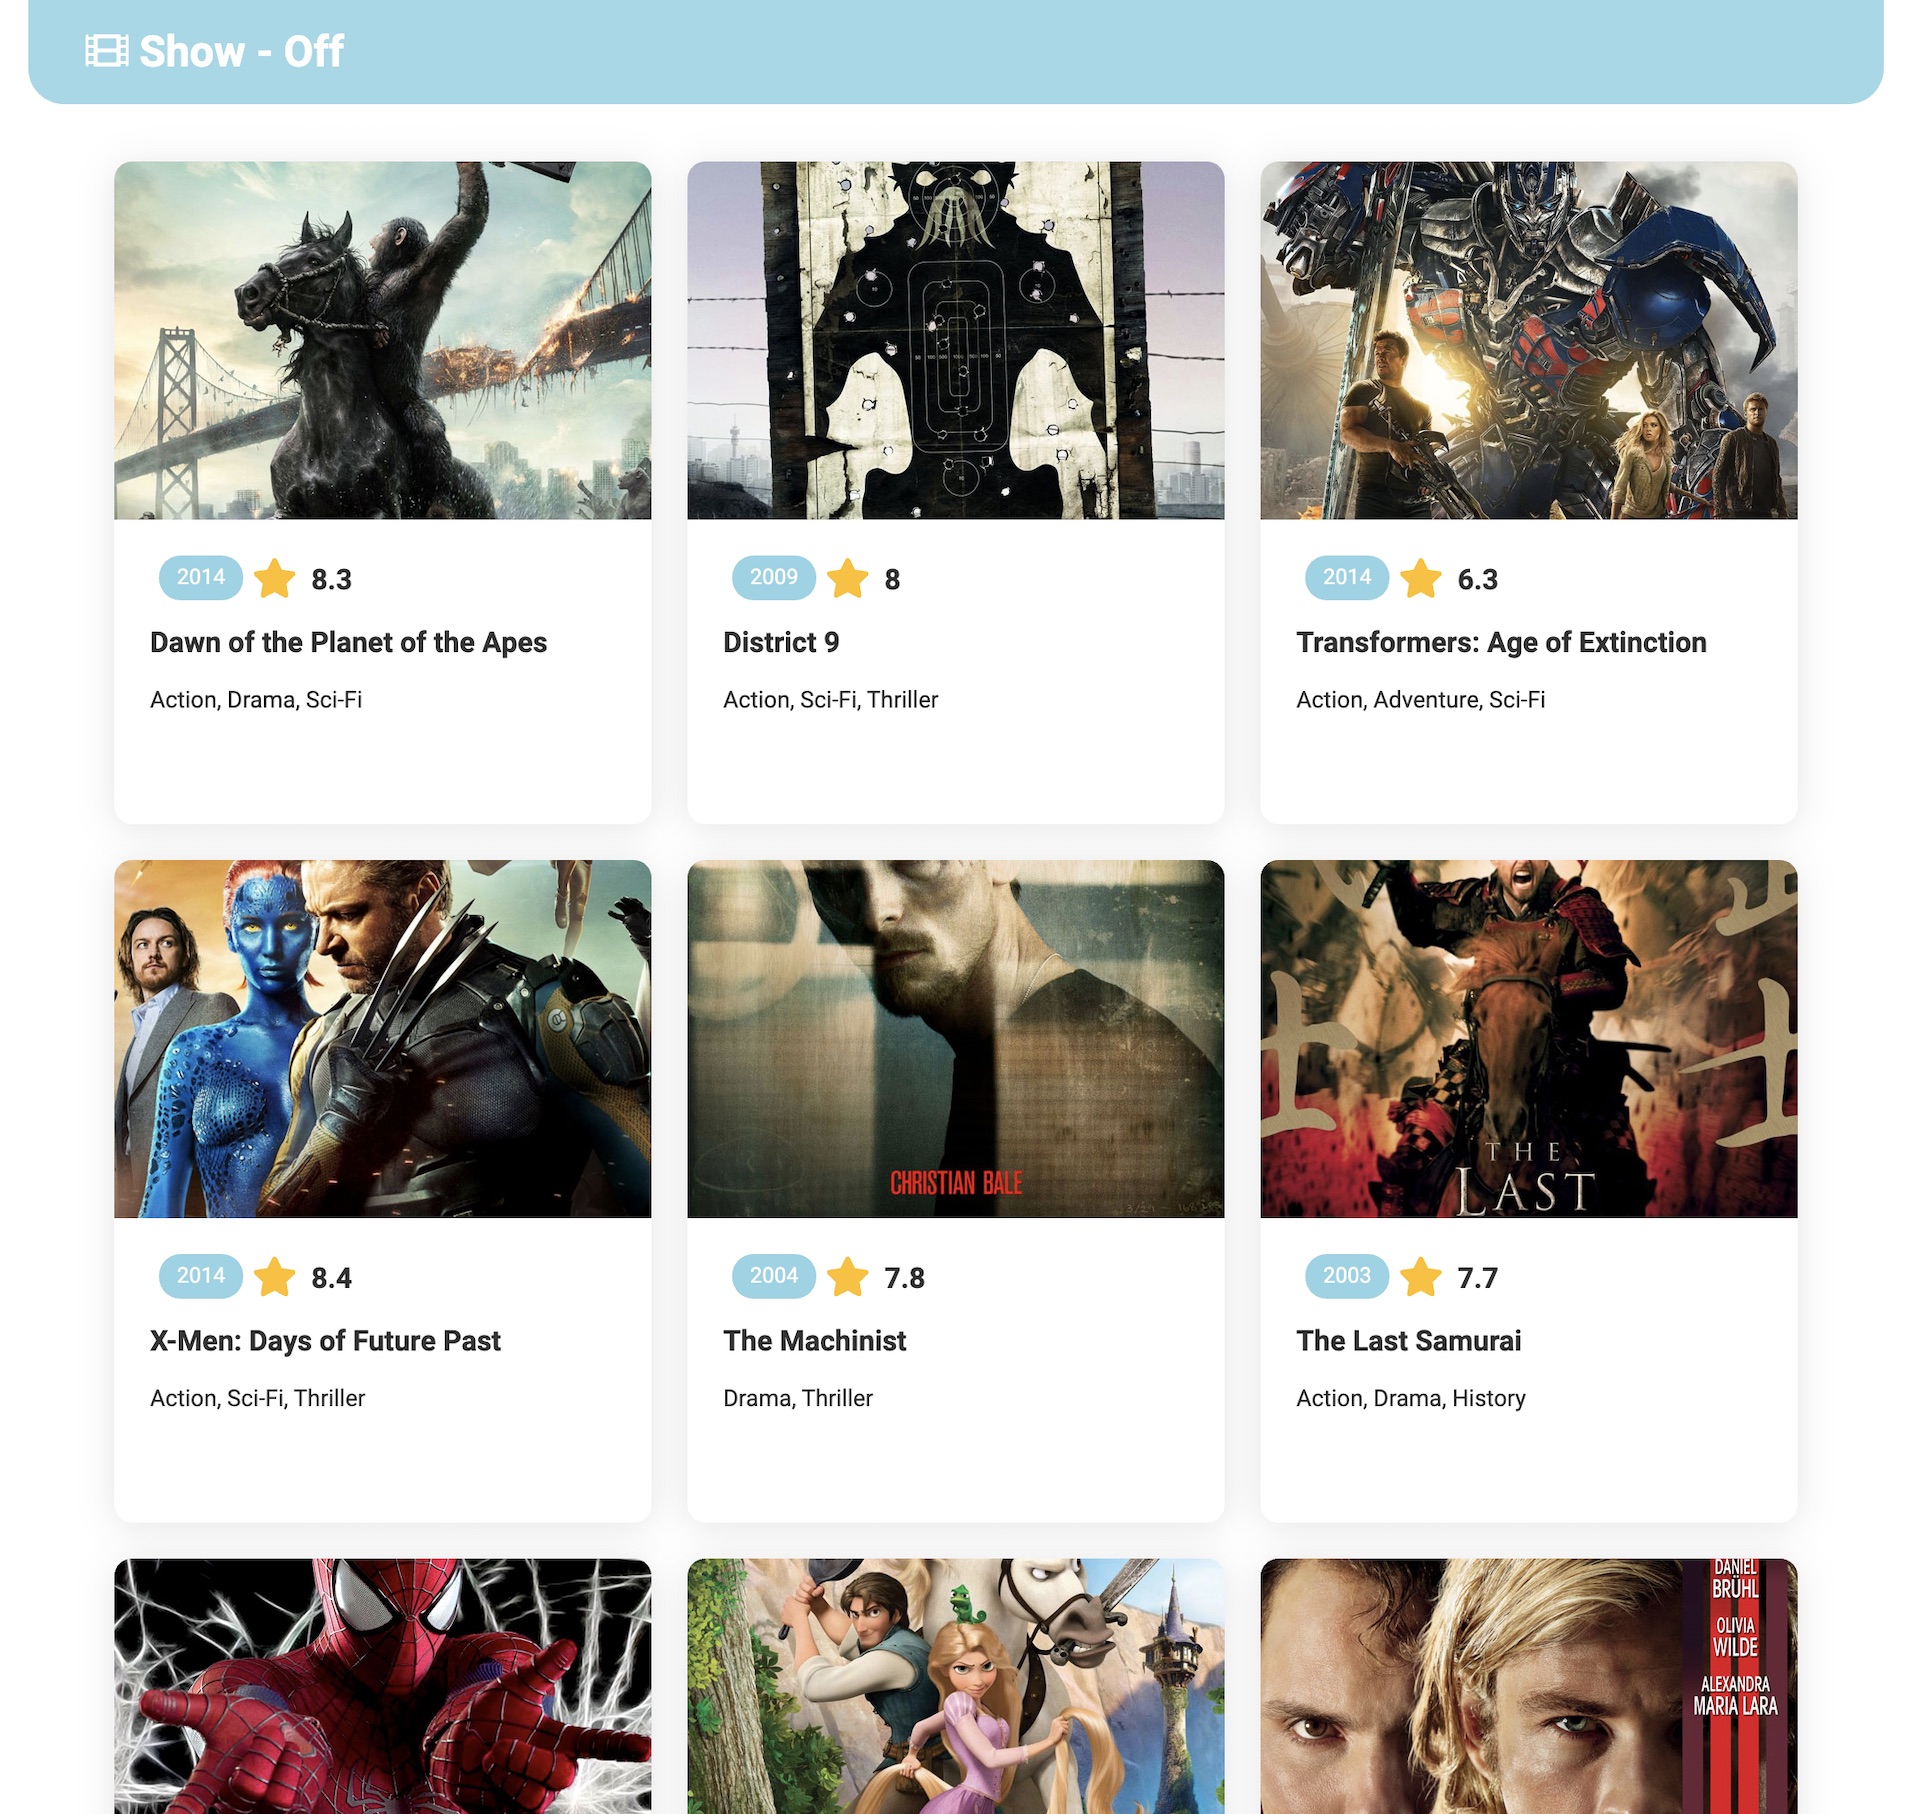 Show - Off
2014 8.3
Dawn of the Planet of the Apes
Action, Drama, Sci-Fi
2009 8
District 9
Action, Sci-Fi, Thriller
2014 6.3
Transformers: Age of Extinction
Action, Adventure, Sci-Fi
2014 8.4
X-Men: Days of Future Past
Action, Sci-Fi, Thriller
CHRISTIAN BALE
2004 7.8
The Machinist
Drama, Thriller
THE
LAST
2003 7.7
The Last Samurai
Action, Drama, History
DANIEL
BRÜHL
OLIVIA
WILDE
ALEXANDRA
MARIA LARA